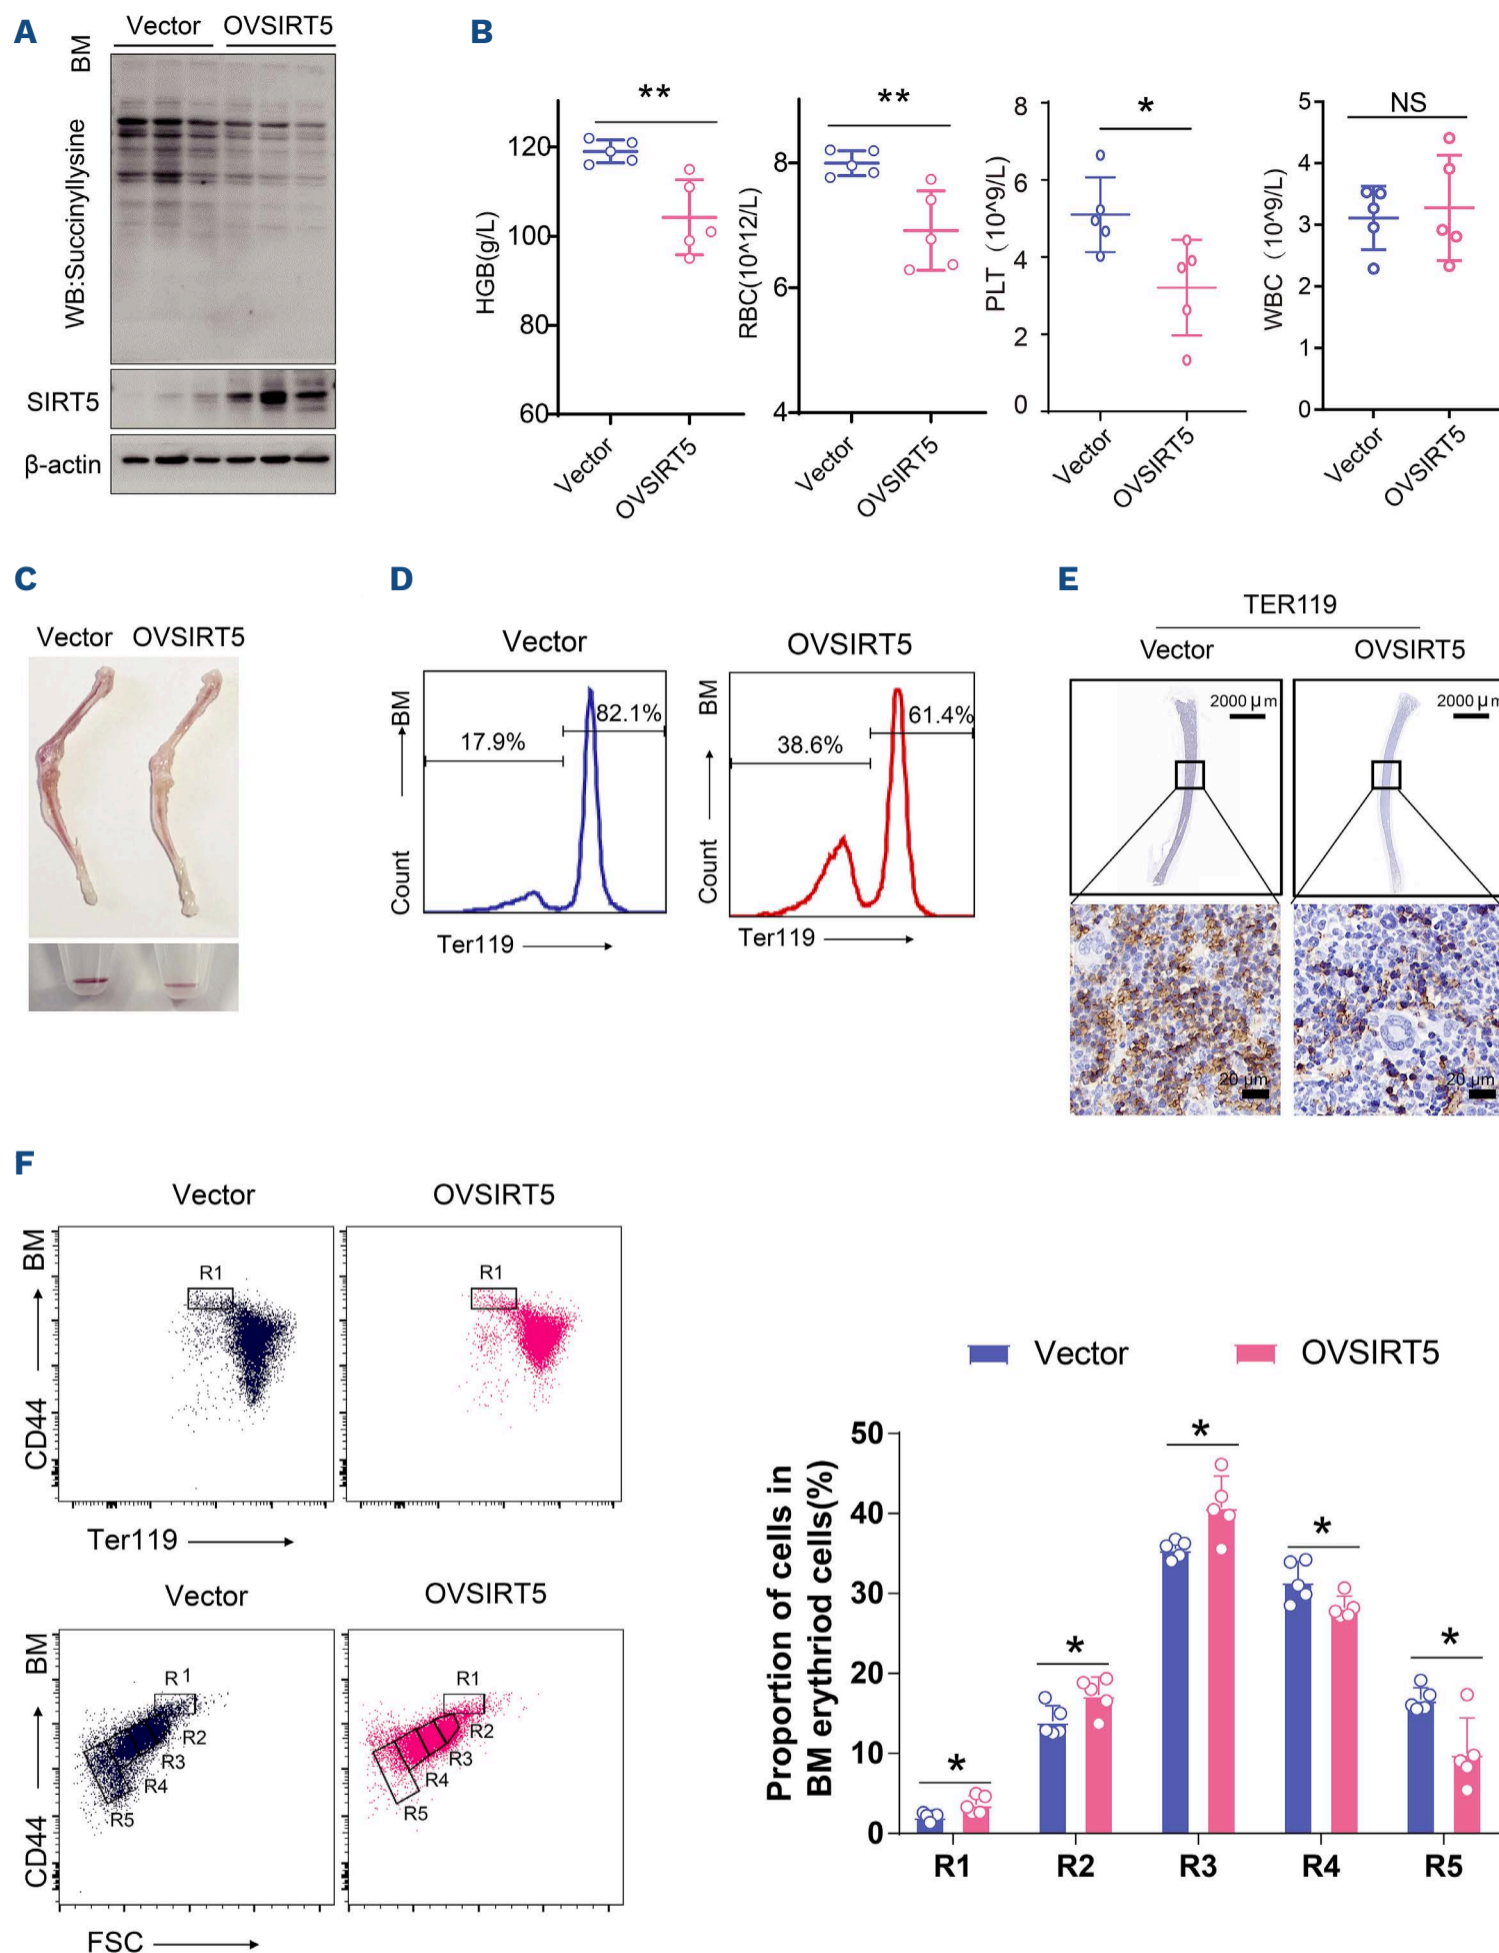 A
Vector OVSIRT5
BM
WB:Succinyllysine
SIRT5
β-actin
B
**
HGB(g/L)
120
100
80
60
Vector
OVSIRT5
**
RBC(10^12/L)
8
6
4
Vector
OVSIRT5
*
PLT (10^9/L)
8
6
4
2
0
Vector
OVSIRT5
NS
WBC (10^9/L)
5
4
3
2
1
0
Vector
OVSIRT5
C
Vector OVSIRT5
D
Vector
BM
Count
17.9%
82.1%
Ter119
OVSIRT5
BM
Count
38.6%
61.4%
Ter119
E
TER119
Vector OVSIRT5
2000 μm
2000 μm
20 μm
20 μm
F
Vector OVSIRT5
BM
CD44
R1
R1
Ter119
Vector OVSIRT5
BM
CD44
R1
R2
R3
R4
R5
R1
R2
R3
R4
R5
FSC
Vector OVSIRT5
Proportion of cells in
BM erythriod cells(%)
50
40
30
20
10
0
*
*
*
*
*
R1 R2 R3 R4 R5